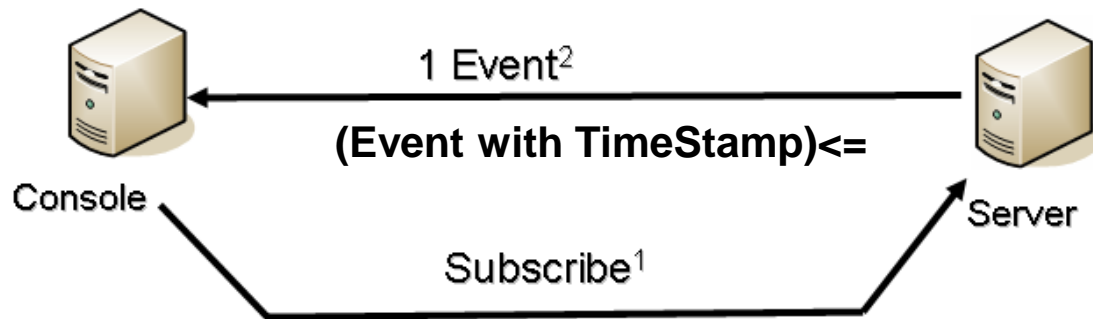 1 Event²
(Event with TimeStamp)<=
Console
Server
Subscribe¹